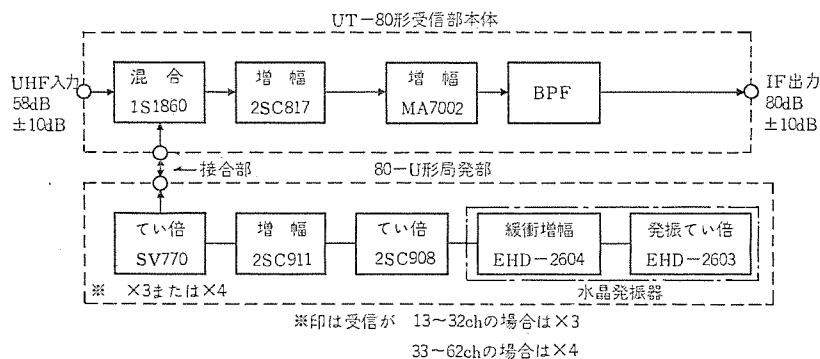 UT-80形受信部本体
UHF入力
58dB
±10dB
混合
1S1860
増幅
2SC817
増幅
MA7002
BPF
IF出力
80dB
±10dB
接合部
80-U形局発部
てい倍
SV770
増幅
2SC911
てい倍
2SC908
緩衝増幅
EHD-2604
発振てい倍
EHD-2603
※ ×3または×4
水晶発振器
※印は受信が 13~32chの場合は×3
33~62chの場合は×4